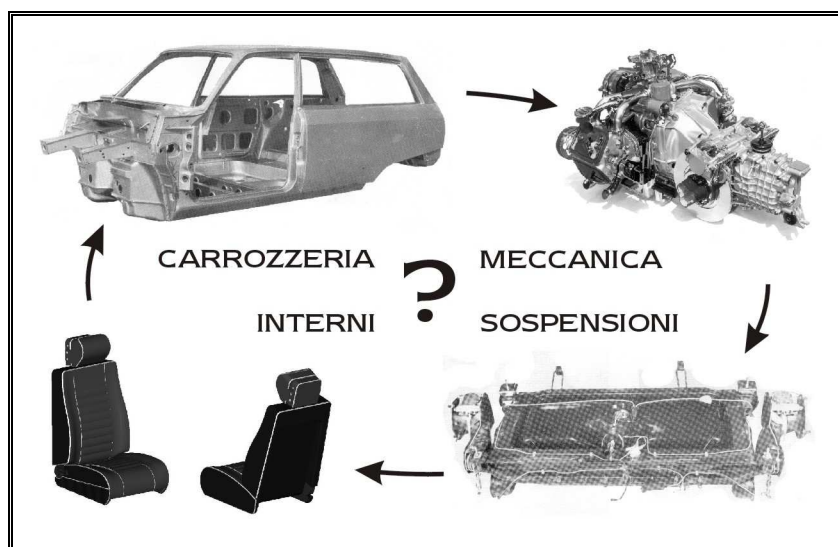 CARROZZERIA
?
MECCANICA
INTERNI
SOSPENSIONI